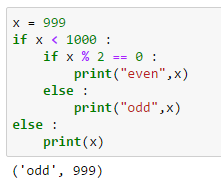 x = 999
if x < 1000 :
    if x % 2 == 0 :
        print("even",x)
    else :
        print("odd",x)
else :
    print(x)
('odd', 999)